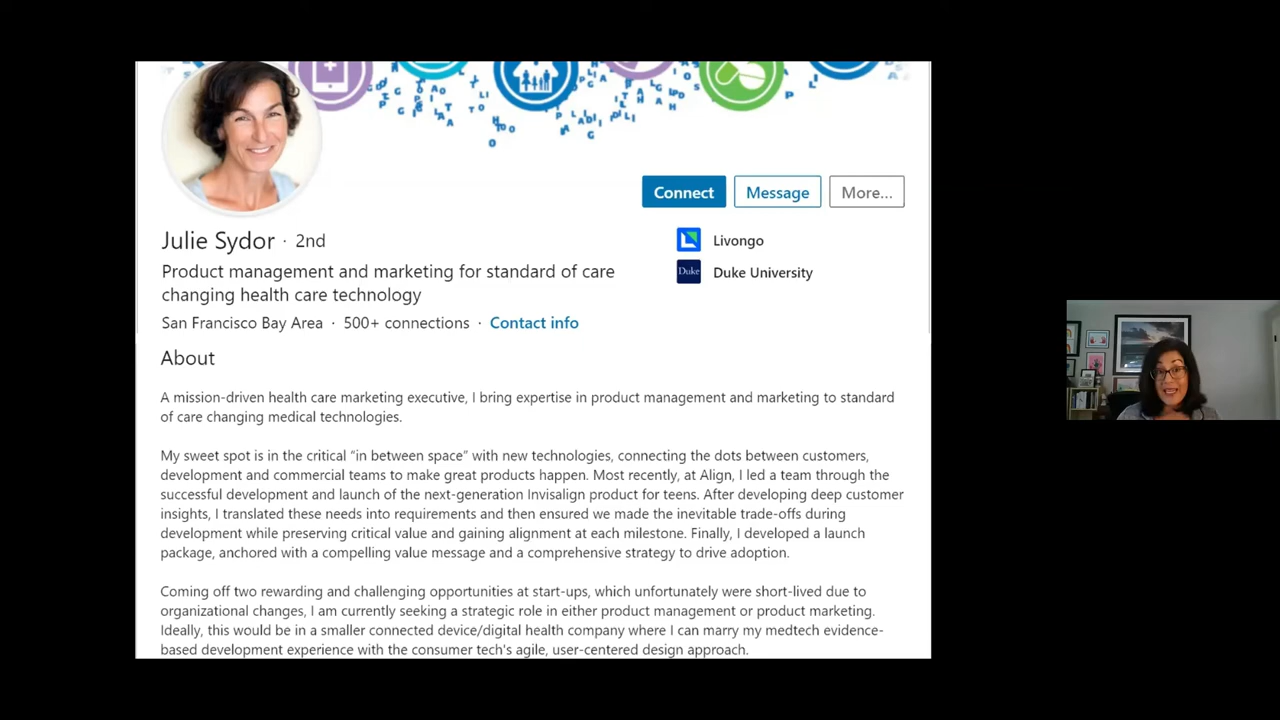 Connect
Message
More...
Julie Sydor · 2nd
Livongo
Product management and marketing for standard of care
changing health care technology
Duke
Duke University
San Francisco Bay Area · 500+ connections · Contact info
About
A mission-driven health care marketing executive, I bring expertise in product management and marketing to standard
of care changing medical technologies.
My sweet spot is in the critical “in between space” with new technologies, connecting the dots between customers,
development and commercial teams to make great products happen. Most recently, at Align, I led a team through the
successful development and launch of the next-generation Invisalign product for teens. After developing deep customer
insights, I translated these needs into requirements and then ensured we made the inevitable trade-offs during
development while preserving critical value and gaining alignment at each milestone. Finally, I developed a launch
package, anchored with a compelling value message and a comprehensive strategy to drive adoption.
Coming off two rewarding and challenging opportunities at start-ups, which unfortunately were short-lived due to
organizational changes, I am currently seeking a strategic role in either product management or product marketing.
Ideally, this would be in a smaller connected device/digital health company where I can marry my medtech evidence-
based development experience with the consumer tech's agile, user-centered design approach.